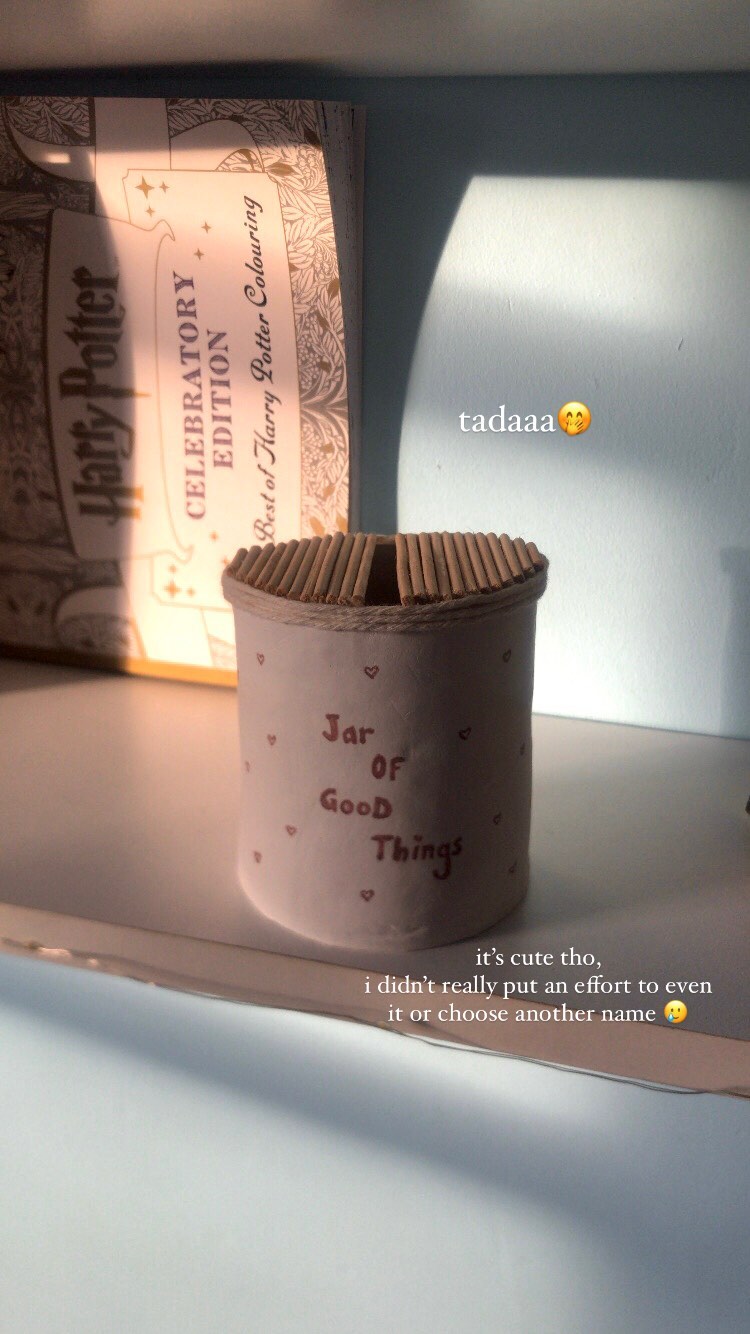 Harry Potter
CELEBRATORY
EDITION
Best of Harry Potter Colouring
tadaaa🤭
Jar
OF
GooD
Things
it's cute tho,
i didn't really put an effort to even
it or choose another name 🥲